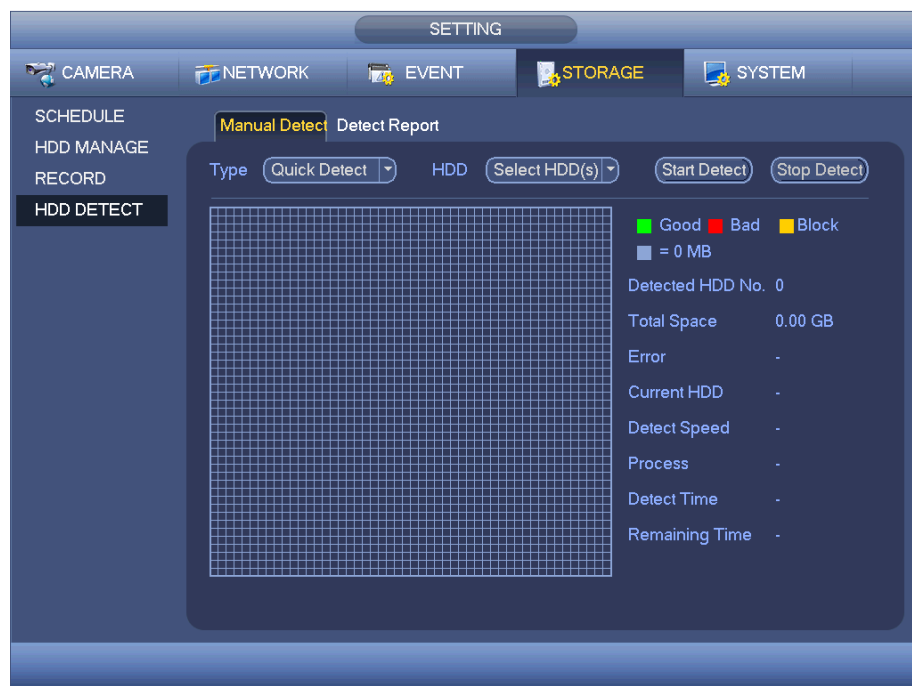 SETTING
CAMERA NETWORK EVENT STORAGE SYSTEM
SCHEDULE
HDD MANAGE
RECORD
HDD DETECT
Manual Detect Detect Report
Type Quick Detect HDD Select HDD(s) Start Detect Stop Detect
Good Bad Block
= 0 MB
Detected HDD No. 0
Total Space 0.00 GB
Error -
Current HDD -
Detect Speed -
Process -
Detect Time -
Remaining Time -